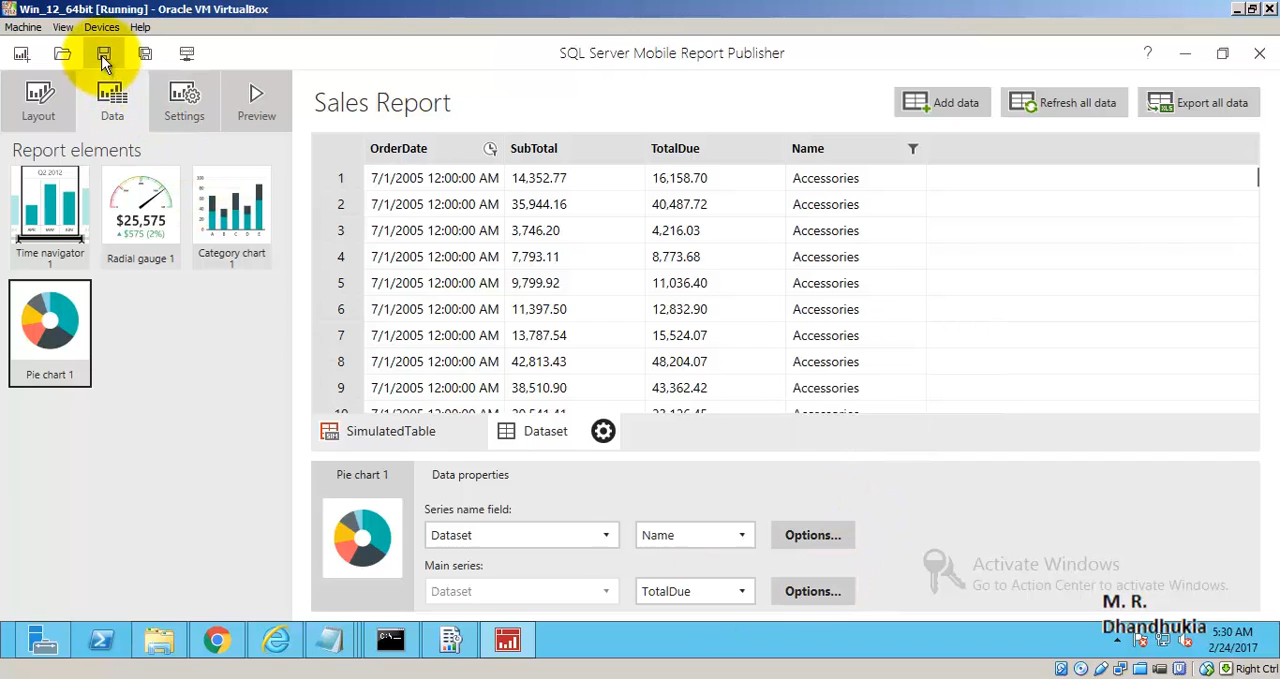 Win_12_64bit [Running] - Oracle VM VirtualBox
Machine View Devices Help
SQL Server Mobile Report Publisher
?
Layout Data Settings Preview
Sales Report
Add data Refresh all data Export all data
Report elements
Q2 2012
$25,575
▲ $575 (2%)
Time navigator 1
Radial gauge 1
Category chart 1
Pie chart 1
OrderDate SubTotal TotalDue Name
1 7/1/2005 12:00:00 AM 14,352.77 16,158.70 Accessories
2 7/1/2005 12:00:00 AM 35,944.16 40,487.72 Accessories
3 7/1/2005 12:00:00 AM 3,746.20 4,216.03 Accessories
4 7/1/2005 12:00:00 AM 7,793.11 8,773.68 Accessories
5 7/1/2005 12:00:00 AM 9,799.92 11,036.40 Accessories
6 7/1/2005 12:00:00 AM 11,397.50 12,832.90 Accessories
7 7/1/2005 12:00:00 AM 13,787.54 15,524.07 Accessories
8 7/1/2005 12:00:00 AM 42,813.43 48,204.07 Accessories
9 7/1/2005 12:00:00 AM 38,510.90 43,362.42 Accessories
SimulatedTable Dataset
Pie chart 1 Data properties
Series name field:
Dataset Name Options...
Main series:
Dataset TotalDue Options...
Activate Windows
Go to Action Center to activate Windows.
M. R.
Dhandhukia
5:30 AM
2/24/2017
Right Ctrl